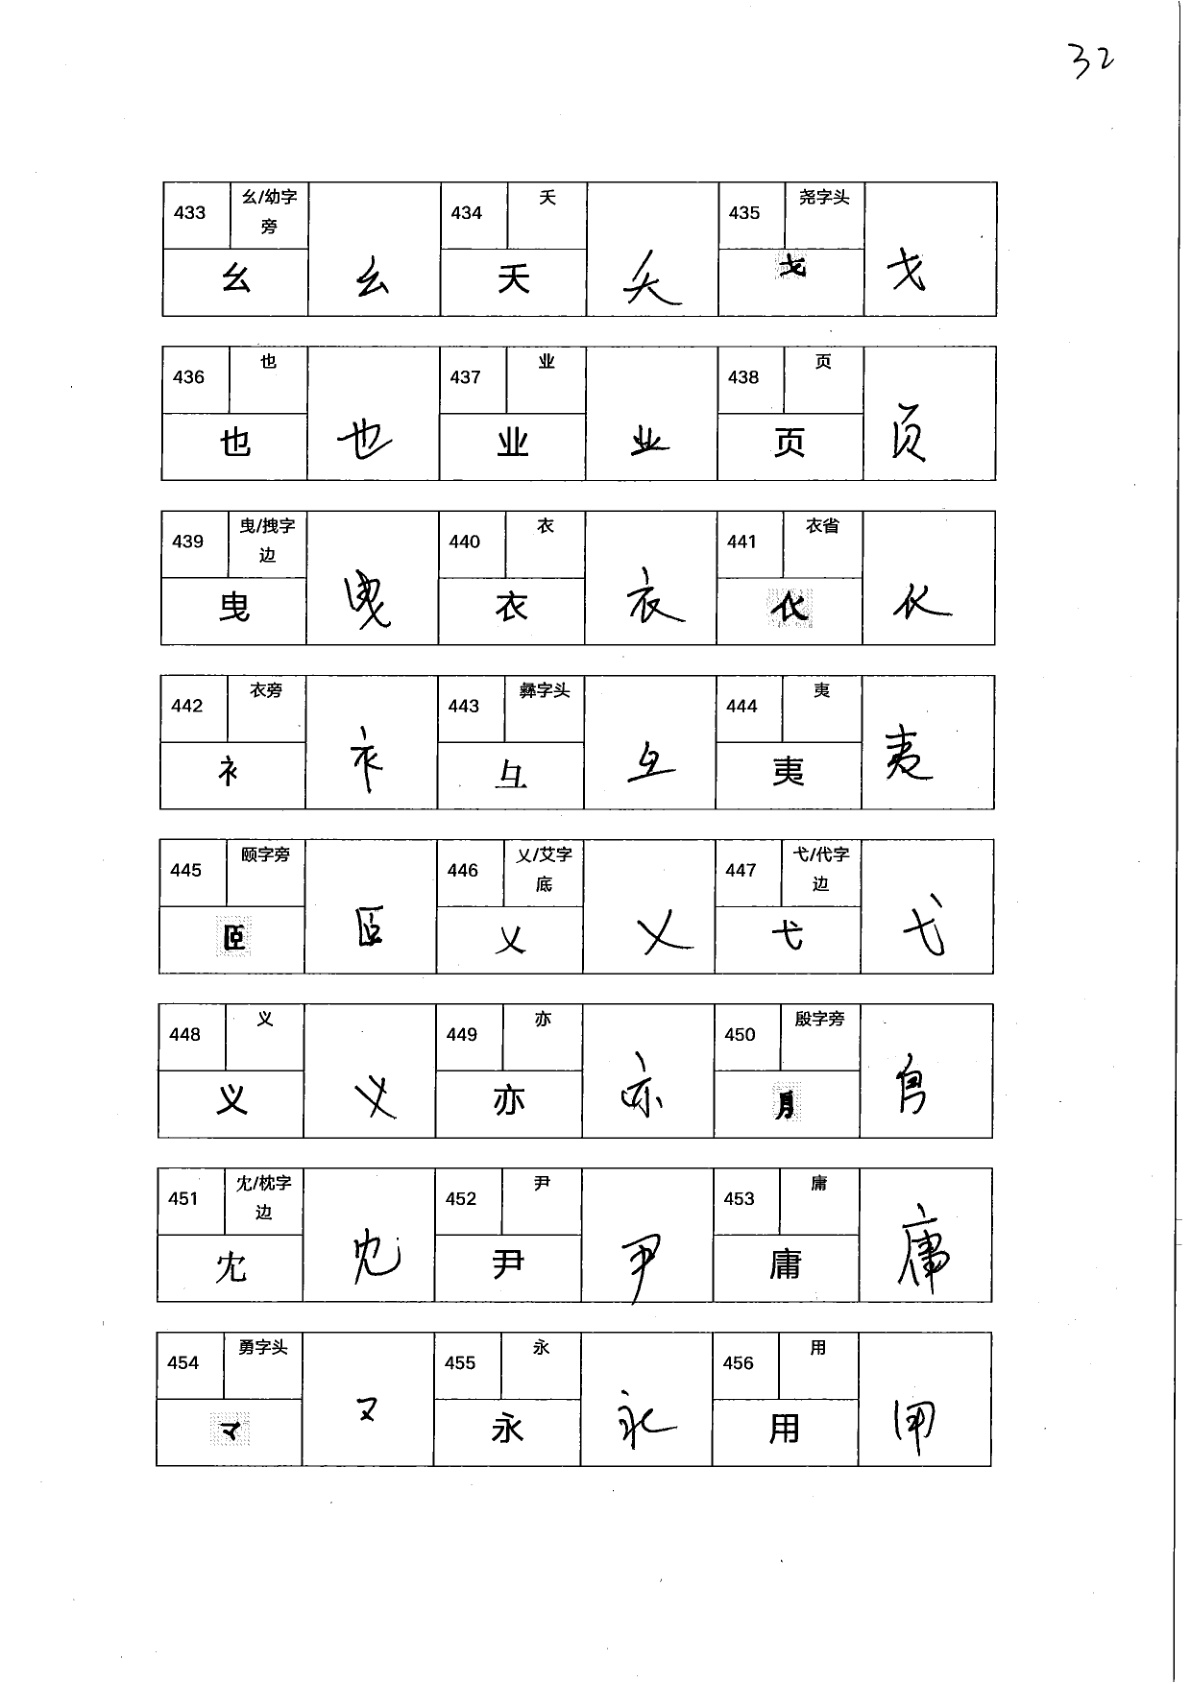 32
433 幺/幼字旁 幺 幺 434 夭 夭 夭 435 尧字头 戈
436 也 也 也 437 业 业 业 438 页 页 页
439 曳/拽字边 曳 曳 440 衣 衣 衣 441 衣省
442 衣旁 衤 衤 443 彝字头 彑 彑 444 夷 夷 夷
445 颐字旁 𦣞 𦣞 446 乂/艾字底 乂 乂 447 弋/代字边 弋 弋
448 义 义 义 449 亦 亦 亦 450 殷字旁
451 冘/枕字边 冘 冘 452 尹 尹 尹 453 庸 庸 庸
454 勇字头 龴 龴 455 永 永 永 456 用 用 用